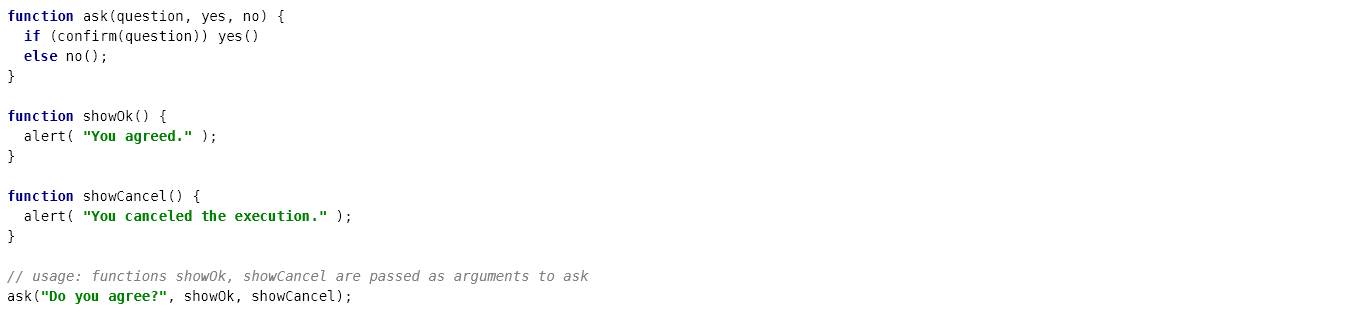 function ask(question, yes, no) {
  if (confirm(question)) yes()
  else no();
}

function showOk() {
  alert( "You agreed." );
}

function showCancel() {
  alert( "You canceled the execution." );
}

// usage: functions showOk, showCancel are passed as arguments to ask
ask("Do you agree?", showOk, showCancel);